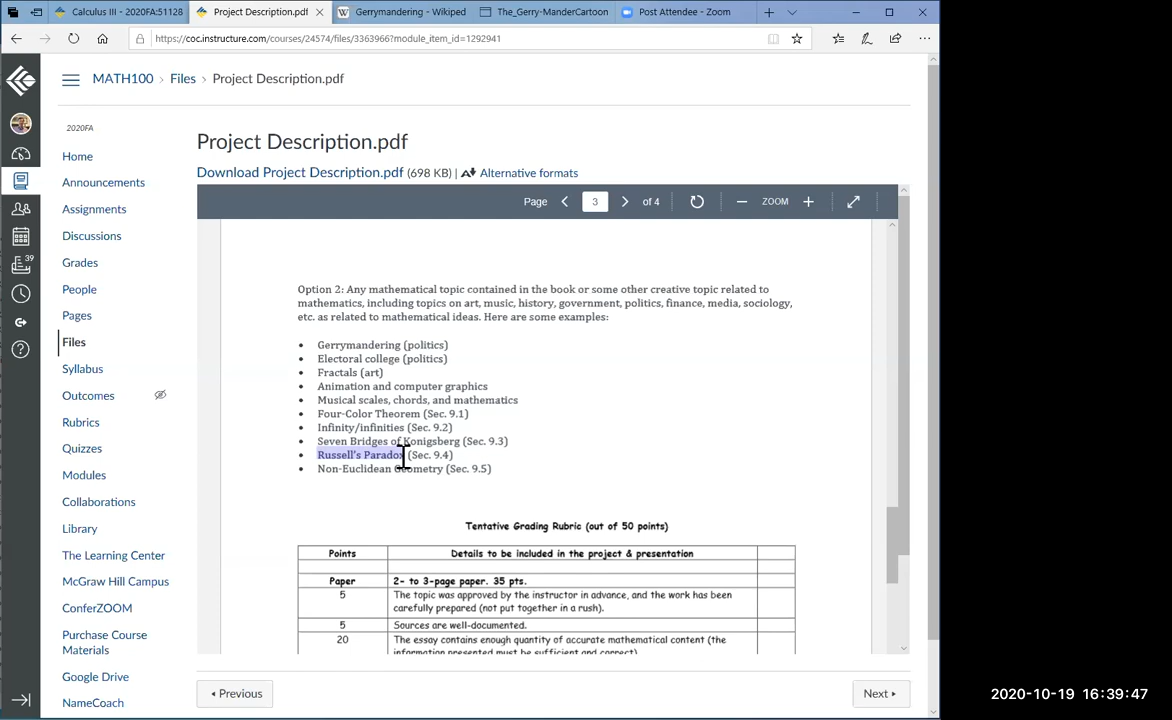 Calculus III - 2020FA:51128
Project Description.pdf
Gerrymandering - Wikiped
The_Gerry-ManderCartoon
Post Attendee - Zoom
https://coc.instructure.com/courses/24574/files/3363966?module_item_id=1292941
MATH100 > Files > Project Description.pdf
2020FA
Home
Announcements
Assignments
Discussions
Grades
People
Pages
Files
Syllabus
Outcomes
Rubrics
Quizzes
Modules
Collaborations
Library
The Learning Center
McGraw Hill Campus
ConferZOOM
Purchase Course
Materials
Google Drive
NameCoach
39
Project Description.pdf
Download Project Description.pdf (698 KB) | Alternative formats
Page 3 of 4 ZOOM
Option 2: Any mathematical topic contained in the book or some other creative topic related to
mathematics, including topics on art, music, history, government, politics, finance, media, sociology,
etc. as related to mathematical ideas. Here are some examples:
• Gerrymandering (politics)
• Electoral college (politics)
• Fractals (art)
• Animation and computer graphics
• Musical scales, chords, and mathematics
• Four-Color Theorem (Sec. 9.1)
• Infinity/infinities (Sec. 9.2)
• Seven Bridges of Konigsberg (Sec. 9.3)
• Russell's Paradox (Sec. 9.4)
• Non-Euclidean Geometry (Sec. 9.5)
Tentative Grading Rubric (out of 50 points)
Points Details to be included in the project & presentation
Paper 2- to 3-page paper. 35 pts.
5 The topic was approved by the instructor in advance, and the work has been
carefully prepared (not put together in a rush).
5 Sources are well-documented.
20 The essay contains enough quantity of accurate mathematical content (the
information presented must be sufficient and correct)
Previous
Next
2020-10-19 16:39:47